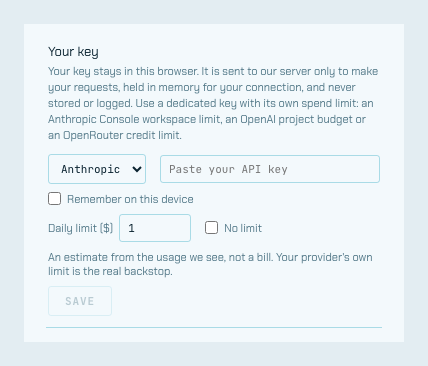 Your key
Your key stays in this browser. It is sent to our server only to make
your requests, held in memory for your connection, and never
stored or logged. Use a dedicated key with its own spend limit: an
Anthropic Console workspace limit, an OpenAI project budget or
an OpenRouter credit limit.
Anthropic Paste your API key
Remember on this device
Daily limit ($) 1 No limit
An estimate from the usage we see, not a bill. Your provider's own
limit is the real backstop.
SAVE